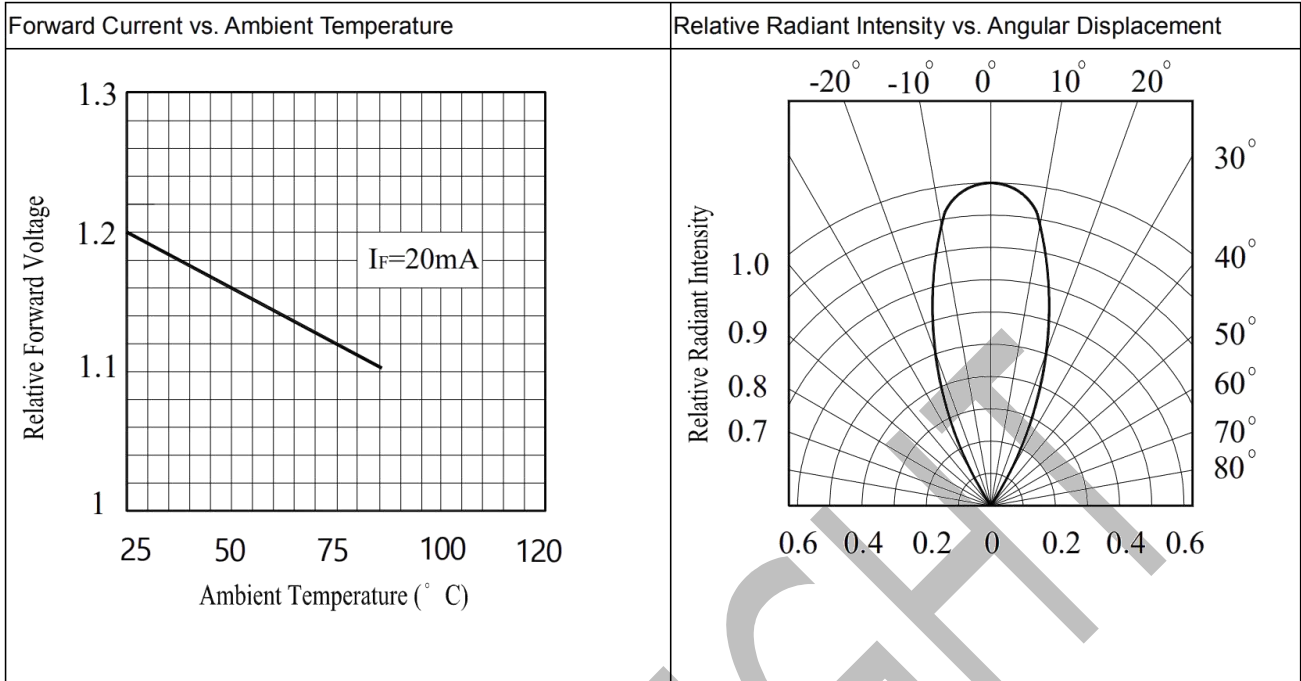 Forward Current vs. Ambient Temperature
1.3
1.2
1.1
1
Relative Forward Voltage
IF=20mA
25 50 75 100 120
Ambient Temperature (° C)
Relative Radiant Intensity vs. Angular Displacement
-20° -10° 0° 10° 20°
30°
40°
50°
60°
70°
80°
Relative Radiant Intensity
1.0
0.9
0.8
0.7
0.6 0.4 0.2 0 0.2 0.4 0.6